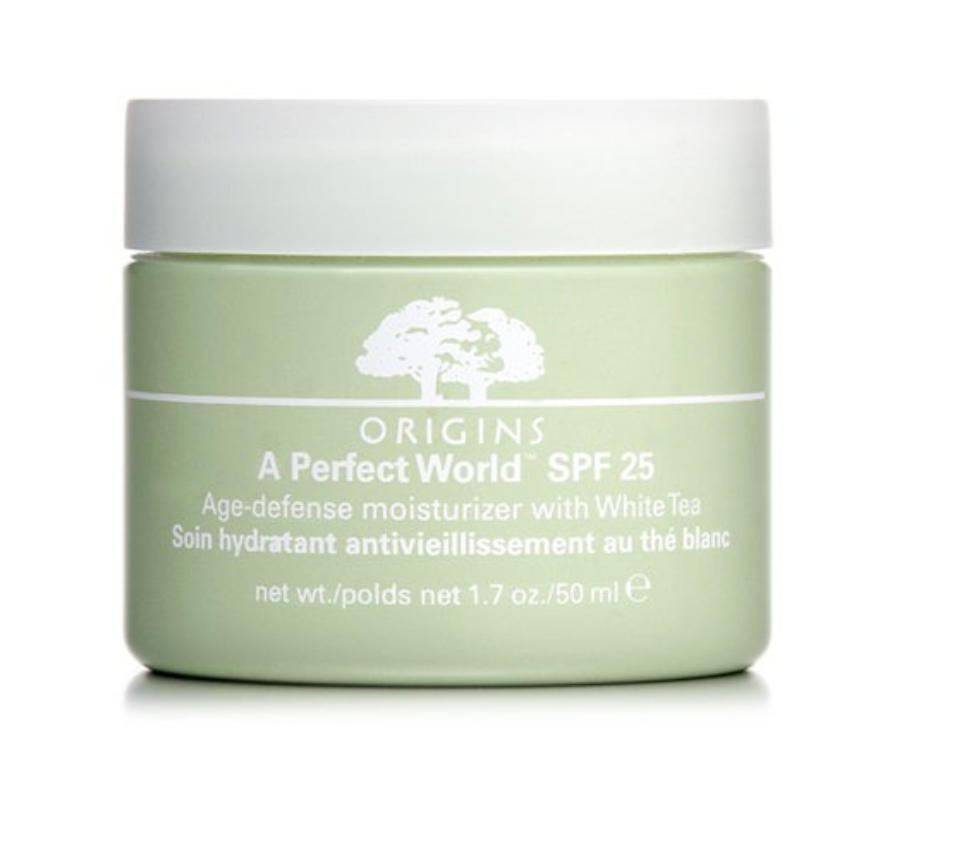 ORIGINS
A Perfect World™ SPF 25
Age-defense moisturizer with White Tea
Soin hydratant antivieillissement au thé blanc
net wt./poids net 1.7 oz./50 ml ℮